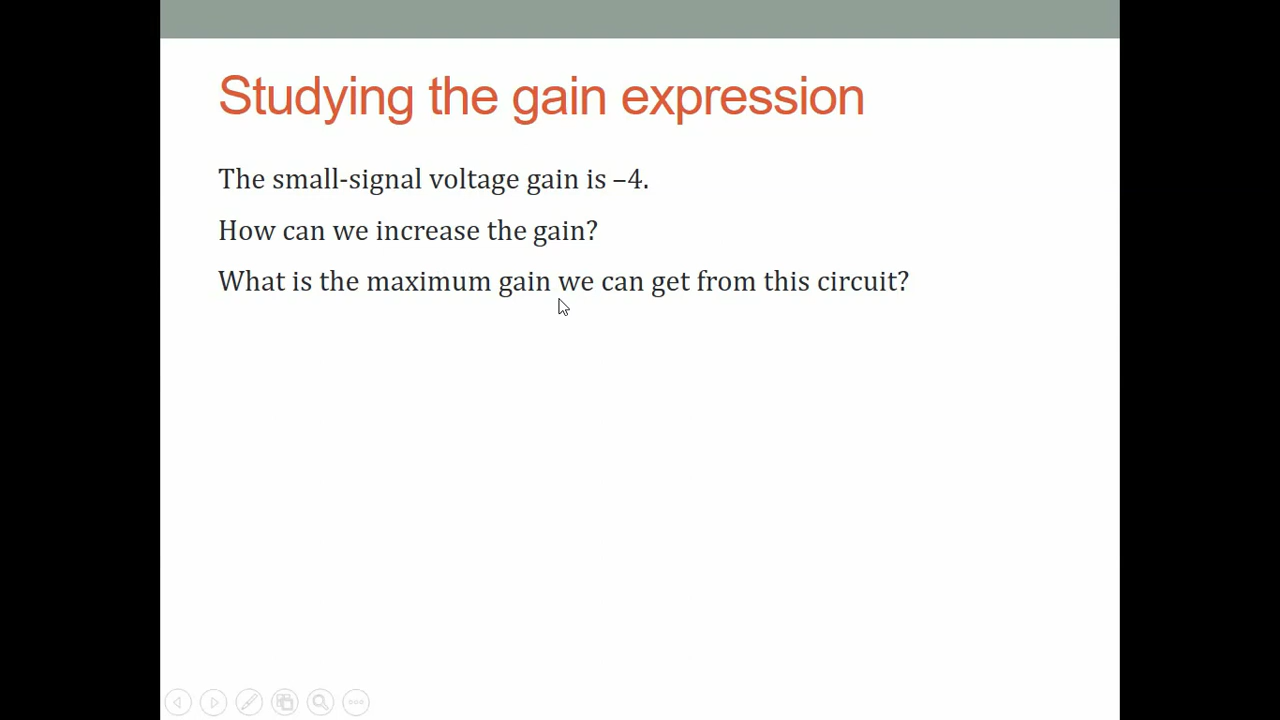 Studying the gain expression
The small-signal voltage gain is –4.
How can we increase the gain?
What is the maximum gain we can get from this circuit?